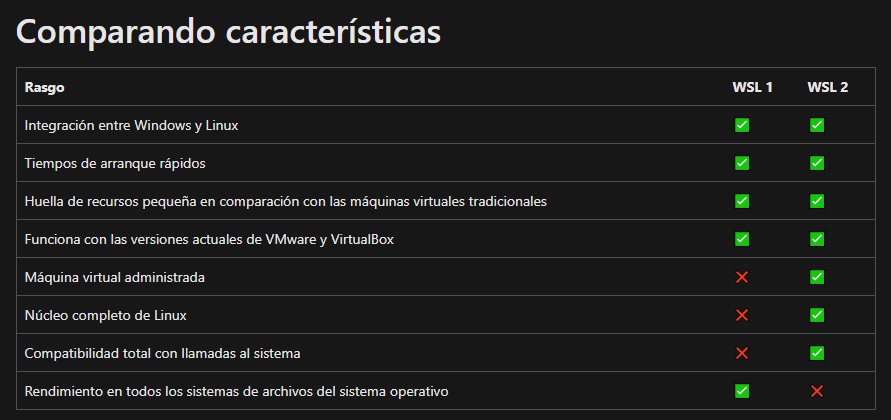 Comparando características
Rasgo WSL 1 WSL 2
Integración entre Windows y Linux ✅ ✅
Tiempos de arranque rápidos ✅ ✅
Huella de recursos pequeña en comparación con las máquinas virtuales tradicionales ✅ ✅
Funciona con las versiones actuales de VMware y VirtualBox ✅ ✅
Máquina virtual administrada ❌ ✅
Núcleo completo de Linux ❌ ✅
Compatibilidad total con llamadas al sistema ❌ ✅
Rendimiento en todos los sistemas de archivos del sistema operativo ✅ ❌